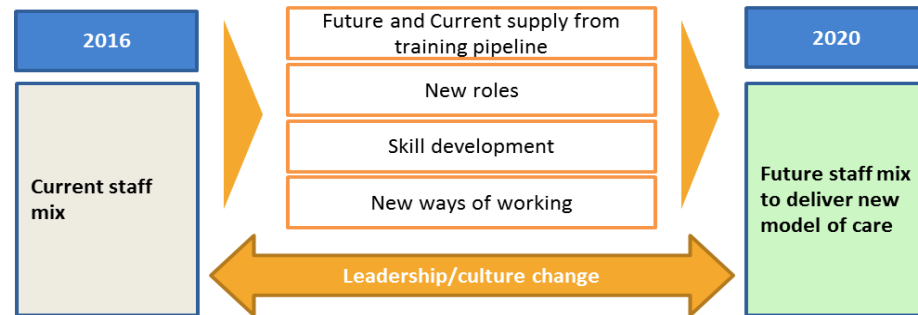 2016
Current staff
mix
Future and Current supply from
training pipeline
New roles
Skill development
New ways of working
Leadership/culture change
2020
Future staff mix
to deliver new
model of care